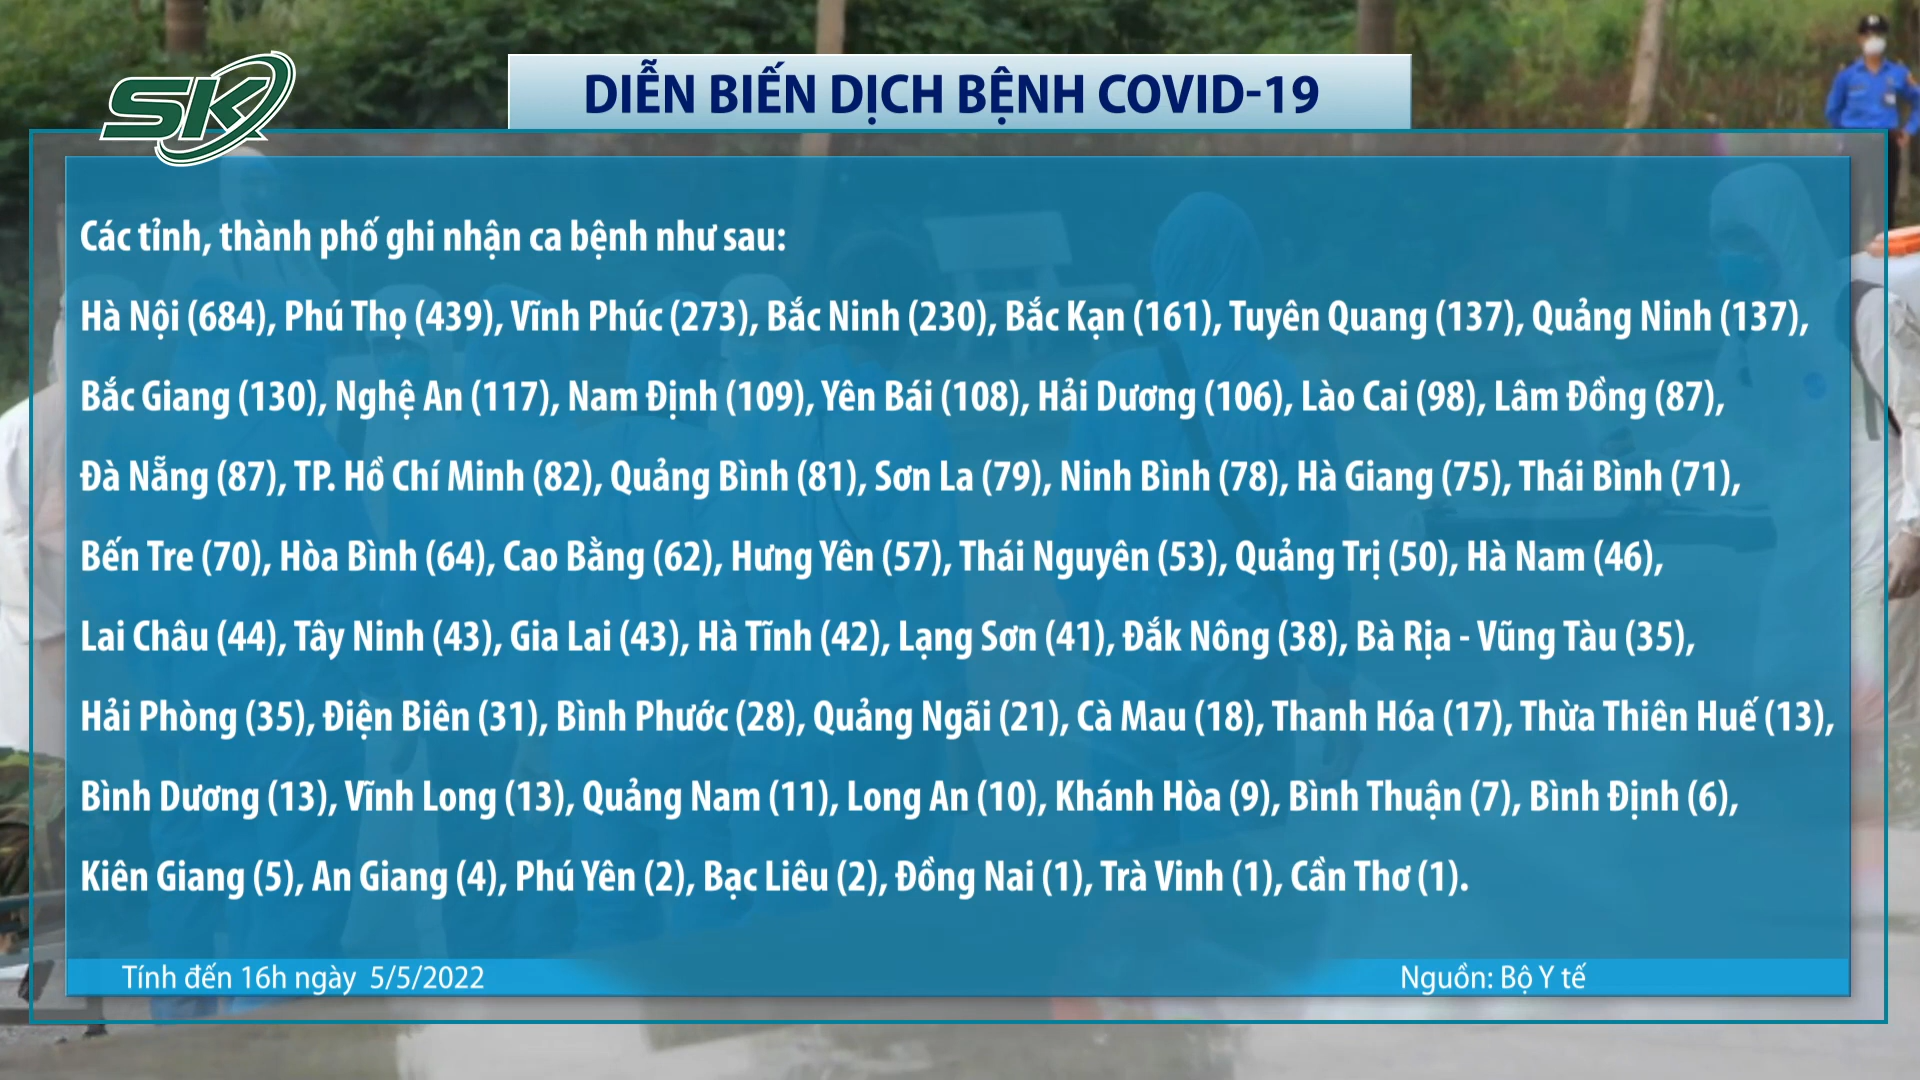 SK
DIỄN BIẾN DỊCH BỆNH COVID-19
Các tỉnh, thành phố ghi nhận ca bệnh như sau:
Hà Nội (684), Phú Thọ (439), Vĩnh Phúc (273), Bắc Ninh (230), Bắc Kạn (161), Tuyên Quang (137), Quảng Ninh (137),
Bắc Giang (130), Nghệ An (117), Nam Định (109), Yên Bái (108), Hải Dương (106), Lào Cai (98), Lâm Đồng (87),
Đà Nẵng (87), TP. Hồ Chí Minh (82), Quảng Bình (81), Sơn La (79), Ninh Bình (78), Hà Giang (75), Thái Bình (71),
Bến Tre (70), Hòa Bình (64), Cao Bằng (62), Hưng Yên (57), Thái Nguyên (53), Quảng Trị (50), Hà Nam (46),
Lai Châu (44), Tây Ninh (43), Gia Lai (43), Hà Tĩnh (42), Lạng Sơn (41), Đắk Nông (38), Bà Rịa - Vũng Tàu (35),
Hải Phòng (35), Điện Biên (31), Bình Phước (28), Quảng Ngãi (21), Cà Mau (18), Thanh Hóa (17), Thừa Thiên Huế (13),
Bình Dương (13), Vĩnh Long (13), Quảng Nam (11), Long An (10), Khánh Hòa (9), Bình Thuận (7), Bình Định (6),
Kiên Giang (5), An Giang (4), Phú Yên (2), Bạc Liêu (2), Đồng Nai (1), Trà Vinh (1), Cần Thơ (1).
Tính đến 16h ngày 5/5/2022
Nguồn: Bộ Y tế